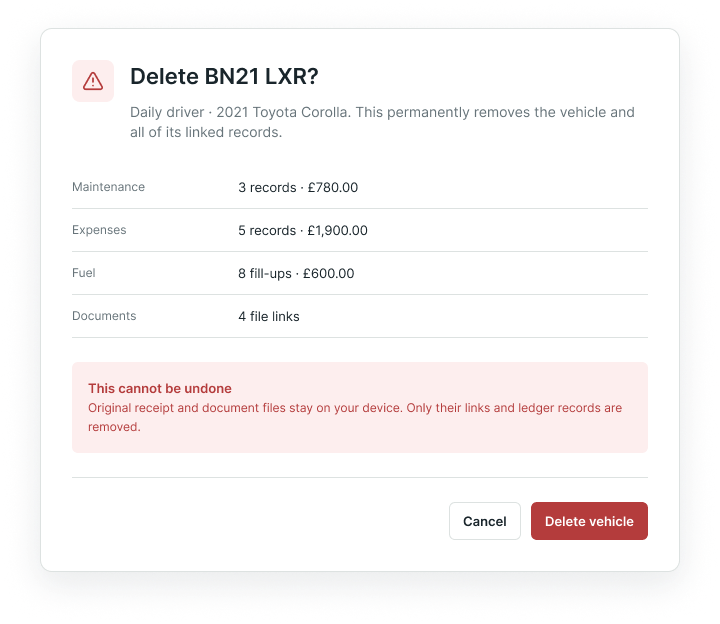 Delete BN21 LXR?
Daily driver · 2021 Toyota Corolla. This permanently removes the vehicle and
all of its linked records.
Maintenance 3 records · £780.00
Expenses 5 records · £1,900.00
Fuel 8 fill-ups · £600.00
Documents 4 file links
This cannot be undone
Original receipt and document files stay on your device. Only their links and ledger records are
removed.
Cancel Delete vehicle